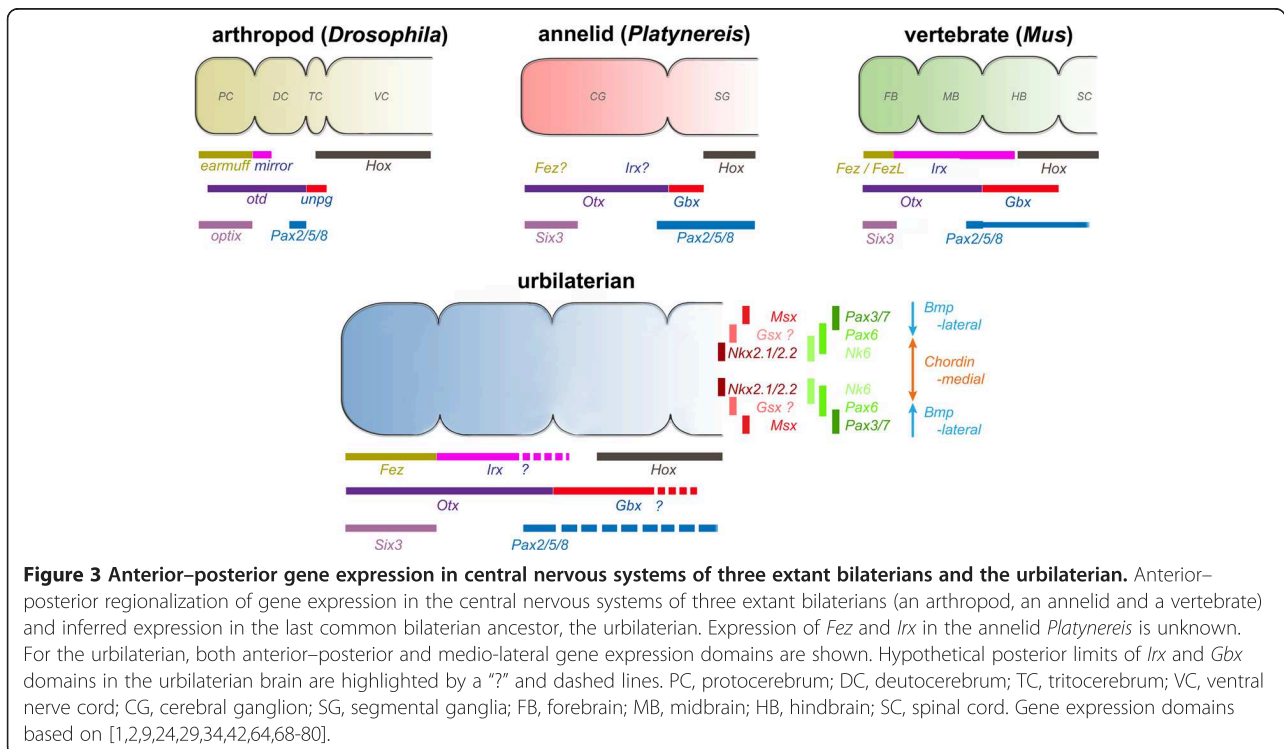 arthropod (Drosophila)
annelid (Platynereis)
vertebrate (Mus)
PC DC TC VC
CG SG
FB MB HB SC
earmuff mirror Hox
Fez? Irx? Hox
Fez / FezL Irx Hox
otd unpg
Otx Gbx
Otx Gbx
optix Pax2/5/8
Six3 Pax2/5/8
Six3 Pax2/5/8
urbilaterian
Msx Pax3/7 Bmp
Gsx ? Pax6 -lateral
Nkx2.1/2.2 Nk6
Chordin
-medial
Nkx2.1/2.2 Nk6
Gsx ? Pax6 Bmp
Msx Pax3/7 -lateral
Fez Irx ? Hox
Otx Gbx ?
Six3 Pax2/5/8
Figure 3 Anterior–posterior gene expression in central nervous systems of three extant bilaterians and the urbilaterian. Anterior–
posterior regionalization of gene expression in the central nervous systems of three extant bilaterians (an arthropod, an annelid and a vertebrate)
and inferred expression in the last common bilaterian ancestor, the urbilaterian. Expression of Fez and Irx in the annelid Platynereis is unknown.
For the urbilaterian, both anterior–posterior and medio-lateral gene expression domains are shown. Hypothetical posterior limits of Irx and Gbx
domains in the urbilaterian brain are highlighted by a “?” and dashed lines. PC, protocerebrum; DC, deutocerebrum; TC, tritocerebrum; VC, ventral
nerve cord; CG, cerebral ganglion; SG, segmental ganglia; FB, forebrain; MB, midbrain; HB, hindbrain; SC, spinal cord. Gene expression domains
based on [1,2,9,24,29,34,42,64,68-80].